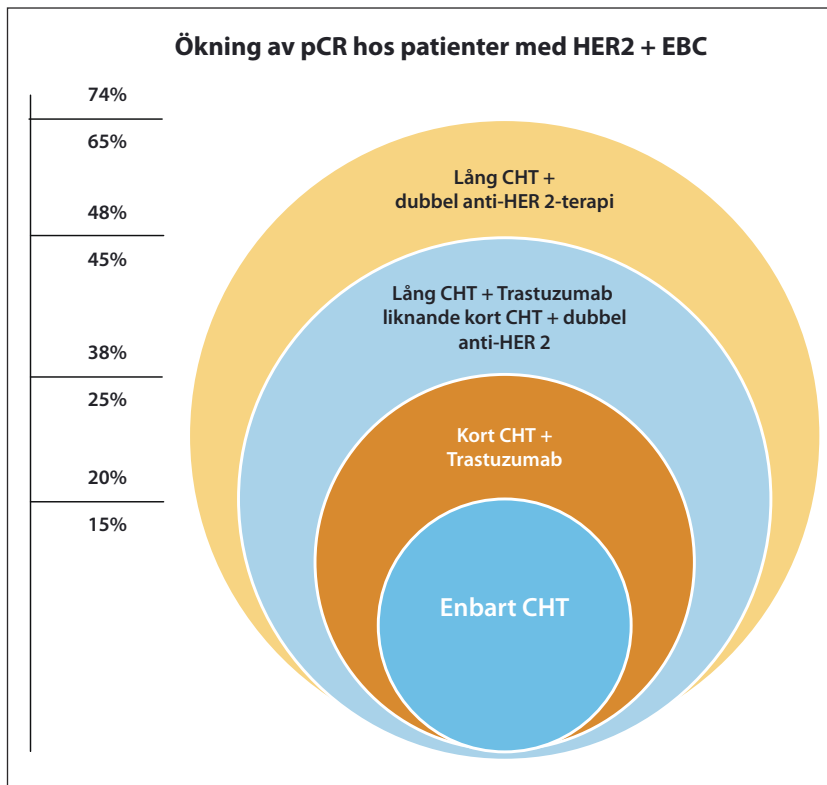 Ökning av pCR hos patienter med HER2 + EBC
74%
65%
48%
45%
38%
25%
20%
15%
Lång CHT +
dubbel anti-HER 2-terapi
Lång CHT + Trastuzumab
liknande kort CHT + dubbel
anti-HER 2
Kort CHT +
Trastuzumab
Enbart CHT